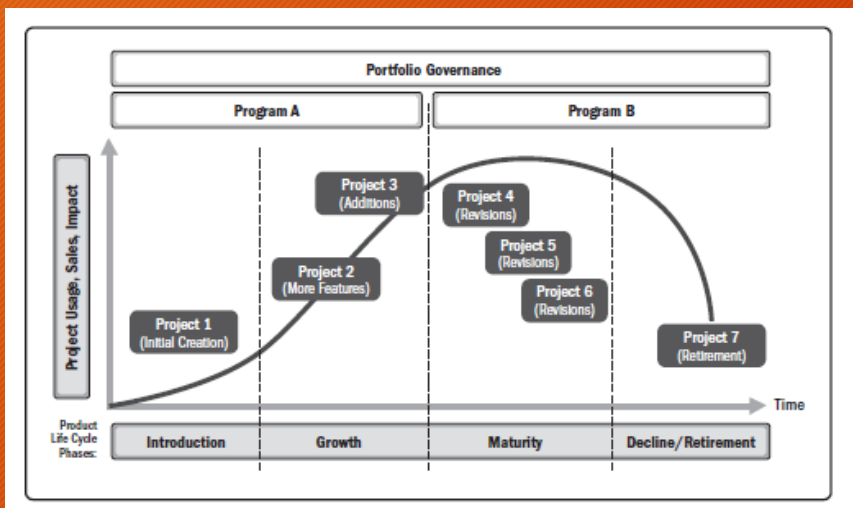 Portfolio Governance
Program A
Program B
Project Usage, Sales, Impact
Project 3
(Additions)
Project 4
(Revisions)
Project 5
(Revisions)
Project 2
(More Features)
Project 6
(Revisions)
Project 1
(Initial Creation)
Project 7
(Retirement)
Time
Product
Life Cycle
Phases:
Introduction
Growth
Maturity
Decline/Retirement